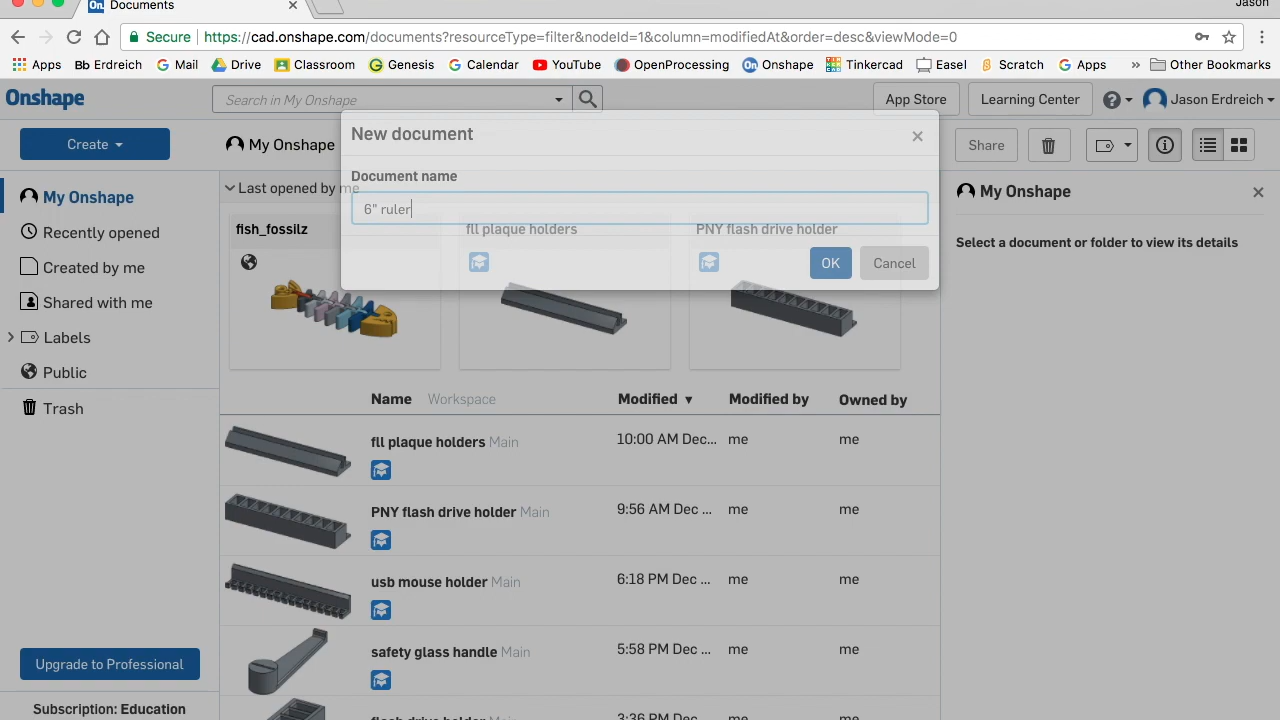 Documents
Jason
Secure https://cad.onshape.com/documents?resourceType=filter&nodeId=1&column=modifiedAt&order=desc&viewMode=0
Apps Bb Erdreich Mail Drive Classroom Genesis Calendar YouTube OpenProcessing Onshape Tinkercad Easel Scratch Apps » Other Bookmarks
Onshape Search in My Onshape App Store Learning Center Jason Erdreich
Create My Onshape Share
New document
Document name
6" ruler
OK Cancel
My Onshape
Recently opened
Created by me
Shared with me
Labels
Public
Trash
Upgrade to Professional
Subscription: Education
Last opened by me
fish_fossilz fll plaque holders PNY flash drive holder
Name Workspace Modified ▼ Modified by Owned by
fll plaque holders Main 10:00 AM Dec... me me
PNY flash drive holder Main 9:56 AM Dec ... me me
usb mouse holder Main 6:18 PM Dec ... me me
safety glass handle Main 5:58 PM Dec ... me me
flash drive holder Main 3:36 PM Dec ... me me
My Onshape
Select a document or folder to view its details